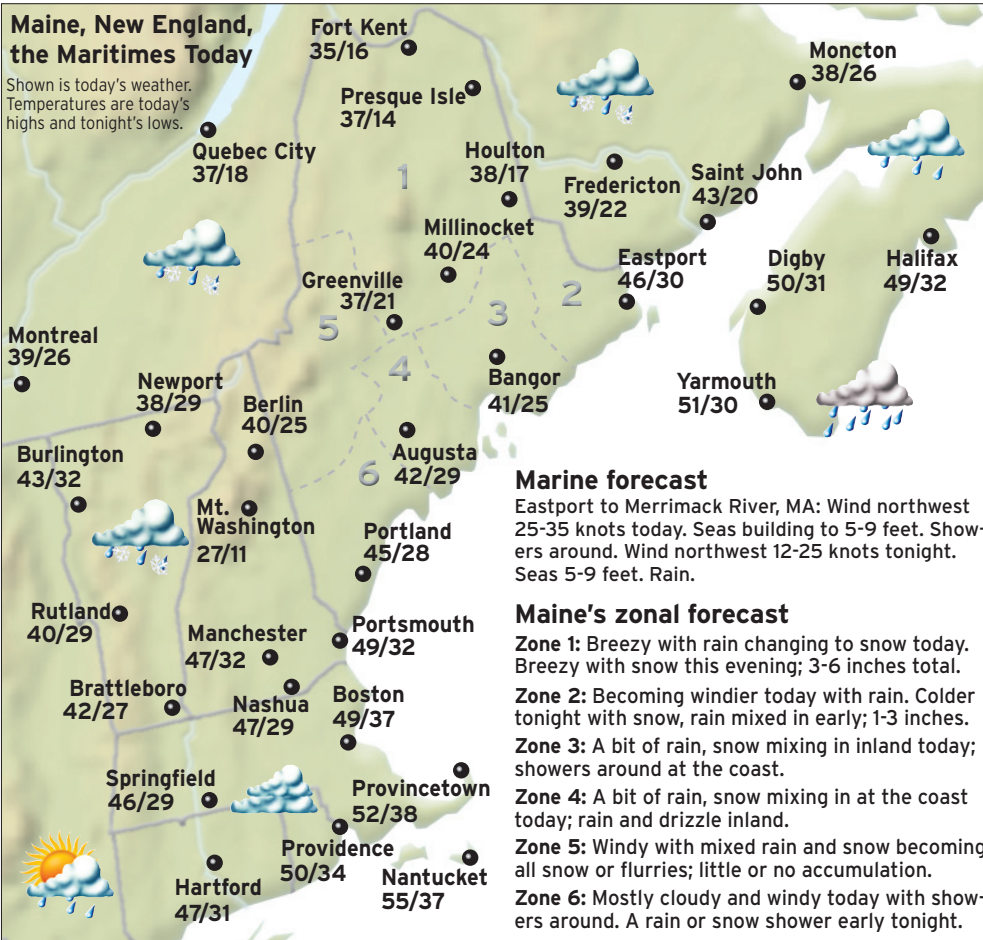 Maine, New England,
the Maritimes Today
Shown is today's weather.
Temperatures are today's
highs and tonight's lows.
Fort Kent
35/16
Moncton
38/26
Presque Isle
37/14
Quebec City
37/18
Houlton
38/17
1
Fredericton
39/22
Saint John
43/20
Millinocket
40/24
Greenville
37/21
Eastport
46/30
Digby
50/31
Halifax
49/32
2
3
5
4
Montreal
39/26
Newport
38/29
Berlin
40/25
Bangor
41/25
Yarmouth
51/30
Burlington
43/32
Augusta
42/29
6
Mt.
Washington
27/11
Portland
45/28
Rutland
40/29
Manchester
47/32
Portsmouth
49/32
Brattleboro
42/27
Nashua
47/29
Boston
49/37
Springfield
46/29
Provincetown
52/38
Providence
50/34
Hartford
47/31
Nantucket
55/37
Marine forecast
Eastport to Merrimack River, MA: Wind northwest
25-35 knots today. Seas building to 5-9 feet. Show-
ers around. Wind northwest 12-25 knots tonight.
Seas 5-9 feet. Rain.
Maine's zonal forecast
Zone 1: Breezy with rain changing to snow today.
Breezy with snow this evening; 3-6 inches total.
Zone 2: Becoming windier today with rain. Colder
tonight with snow, rain mixed in early; 1-3 inches.
Zone 3: A bit of rain, snow mixing in inland today;
showers around at the coast.
Zone 4: A bit of rain, snow mixing in at the coast
today; rain and drizzle inland.
Zone 5: Windy with mixed rain and snow becoming
all snow or flurries; little or no accumulation.
Zone 6: Mostly cloudy and windy today with show-
ers around. A rain or snow shower early tonight.